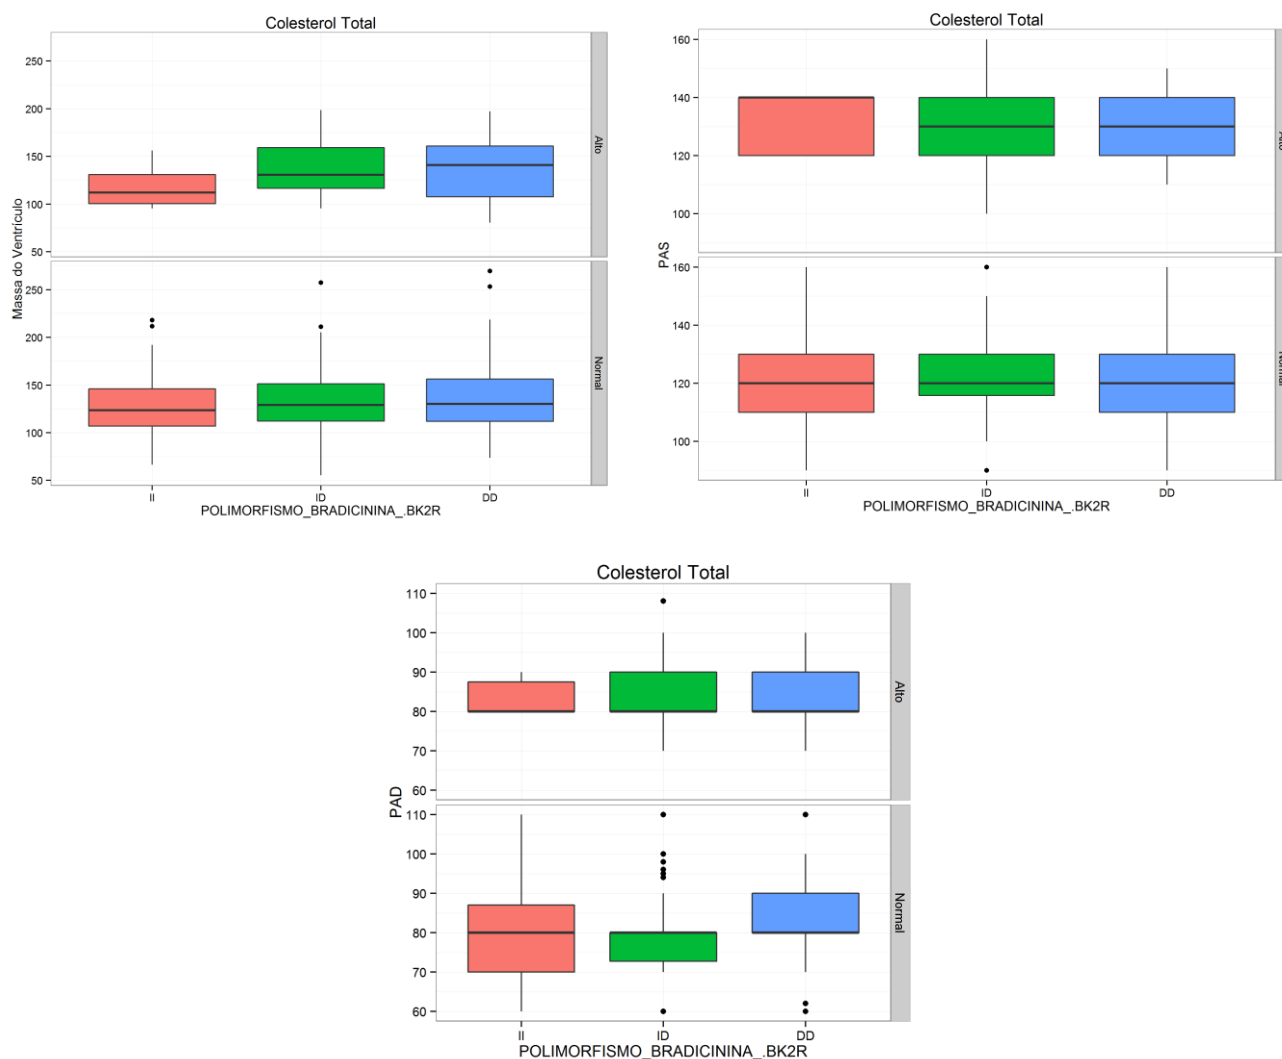 Colesterol Total
Massa do Ventrículo
250
200
150
100
50
Alto
250
200
150
100
50
Normal
II ID DD
POLIMORFISMO_BRADICININA_.BK2R
Colesterol Total
PAS
160
140
120
100
Alto
160
140
120
100
Normal
II ID DD
POLIMORFISMO_BRADICININA_.BK2R
Colesterol Total
PAD
110
100
90
80
70
60
Alto
110
100
90
80
70
60
Normal
II ID DD
POLIMORFISMO_BRADICININA_.BK2R